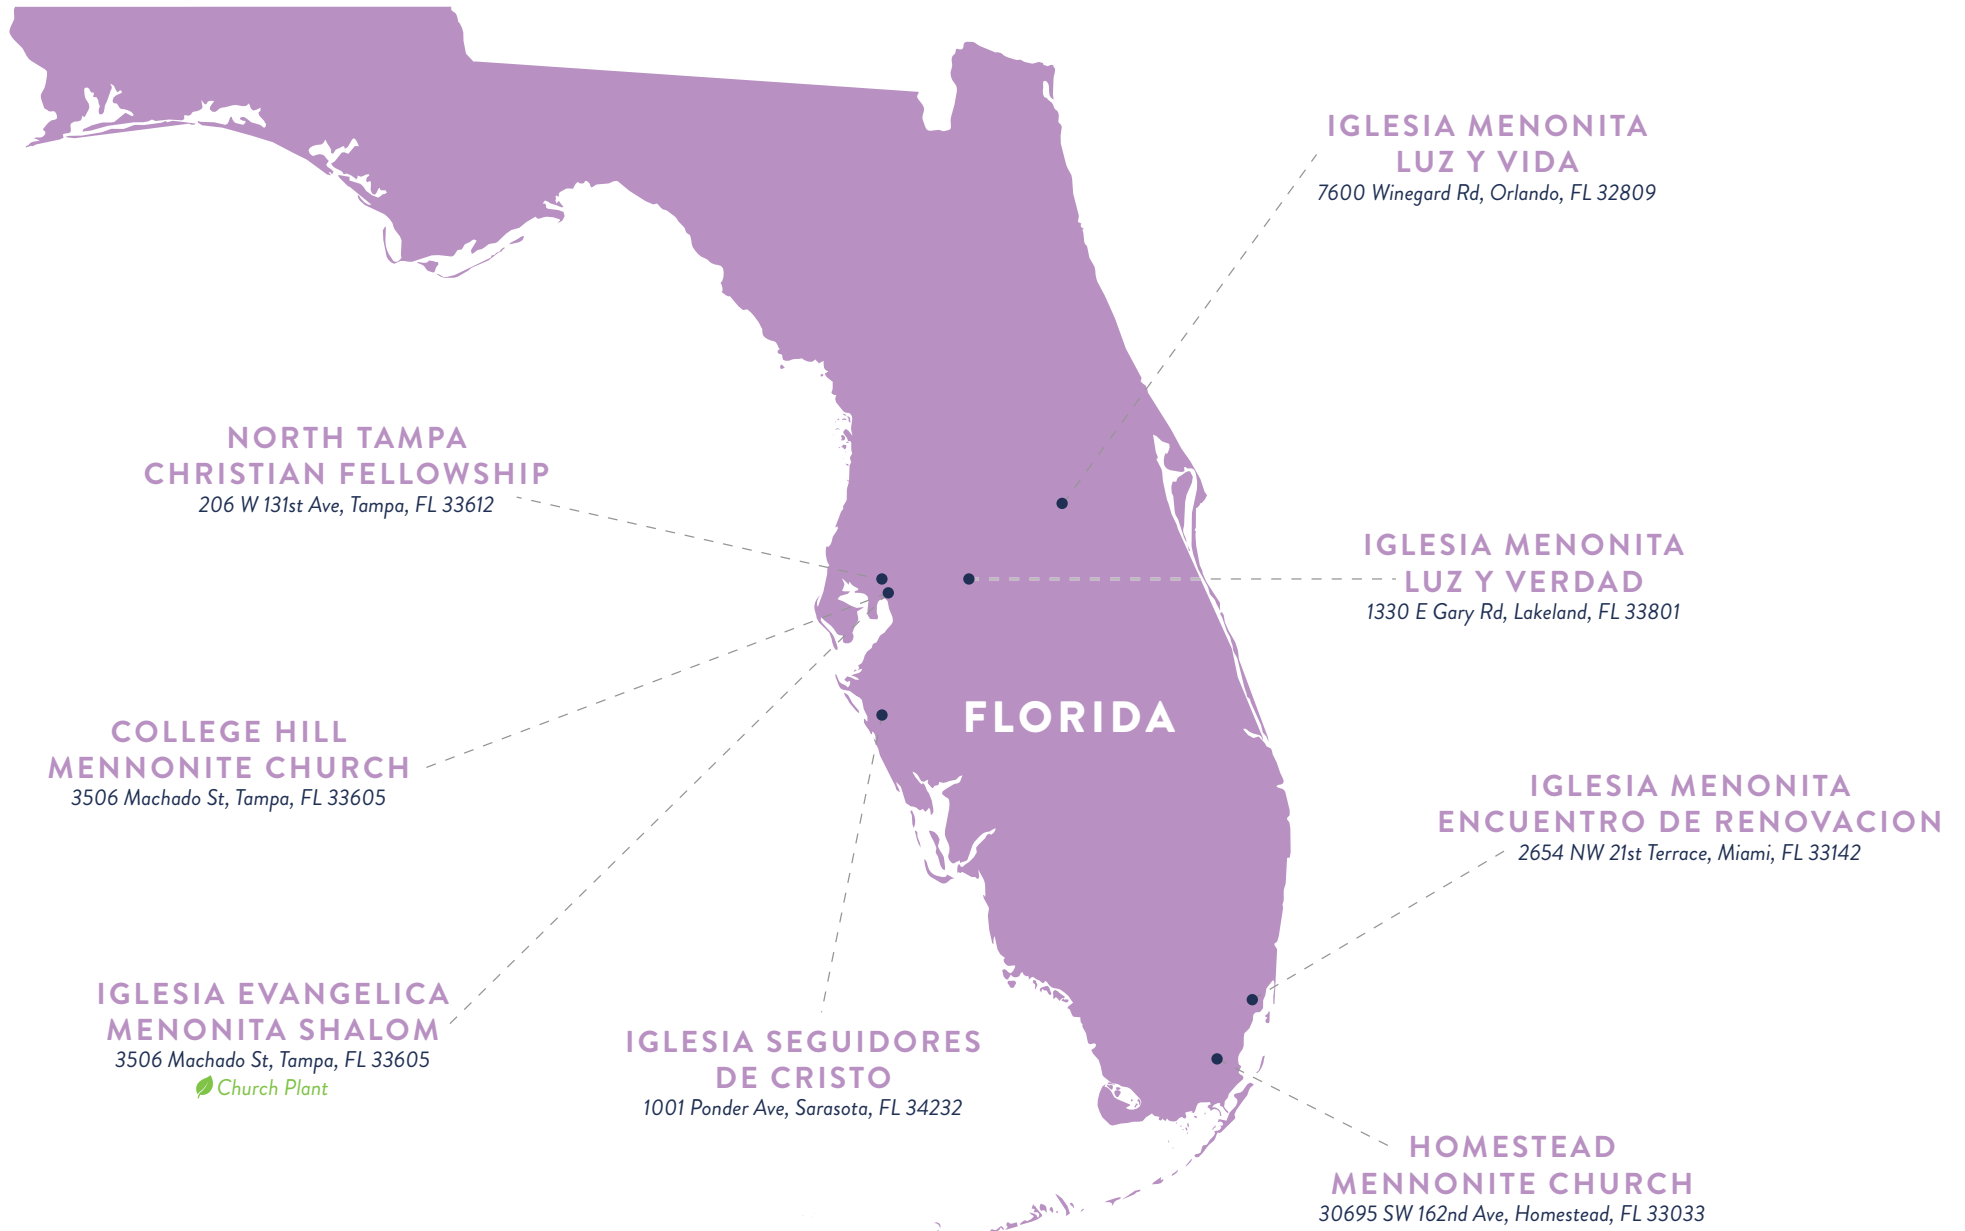 IGLESIA MENONITA
LUZ Y VIDA
7600 Winegard Rd, Orlando, FL 32809
NORTH TAMPA
CHRISTIAN FELLOWSHIP
206 W 131st Ave, Tampa, FL 33612
IGLESIA MENONITA
LUZ Y VERDAD
1330 E Gary Rd, Lakeland, FL 33801
FLORIDA
COLLEGE HILL
MENNONITE CHURCH
3506 Machado St, Tampa, FL 33605
IGLESIA MENONITA
ENCUENTRO DE RENOVACION
2654 NW 21st Terrace, Miami, FL 33142
IGLESIA EVANGELICA
MENONITA SHALOM
3506 Machado St, Tampa, FL 33605
Church Plant
IGLESIA SEGUIDORES
DE CRISTO
1001 Ponder Ave, Sarasota, FL 34232
HOMESTEAD
MENNONITE CHURCH
30695 SW 162nd Ave, Homestead, FL 33033